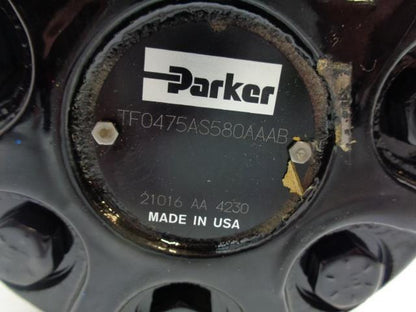 Parker
TF0475AS580AAAB
21016 AA 4230
MADE IN USA